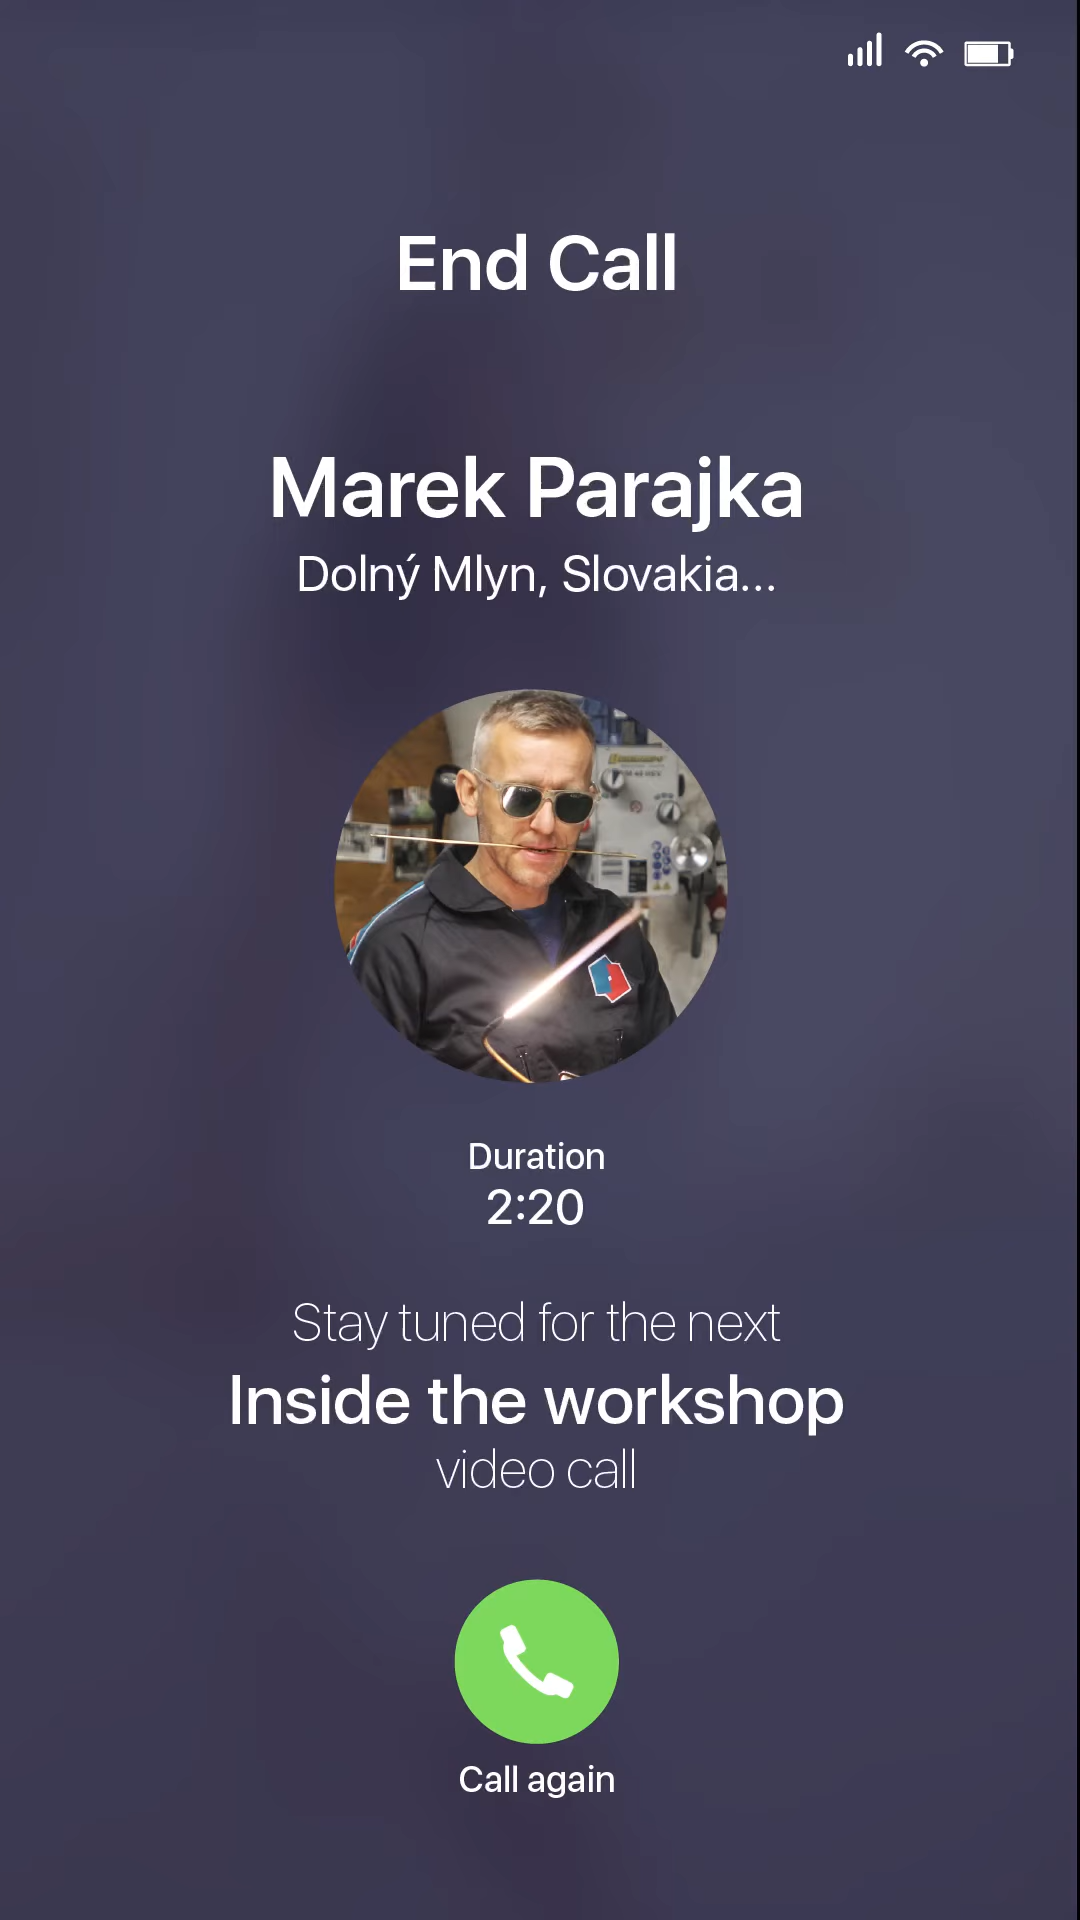 End Call
Marek Parajka
Dolný Mlyn, Slovakia...
Duration
2:20
Stay tuned for the next
Inside the workshop
video call
Call again